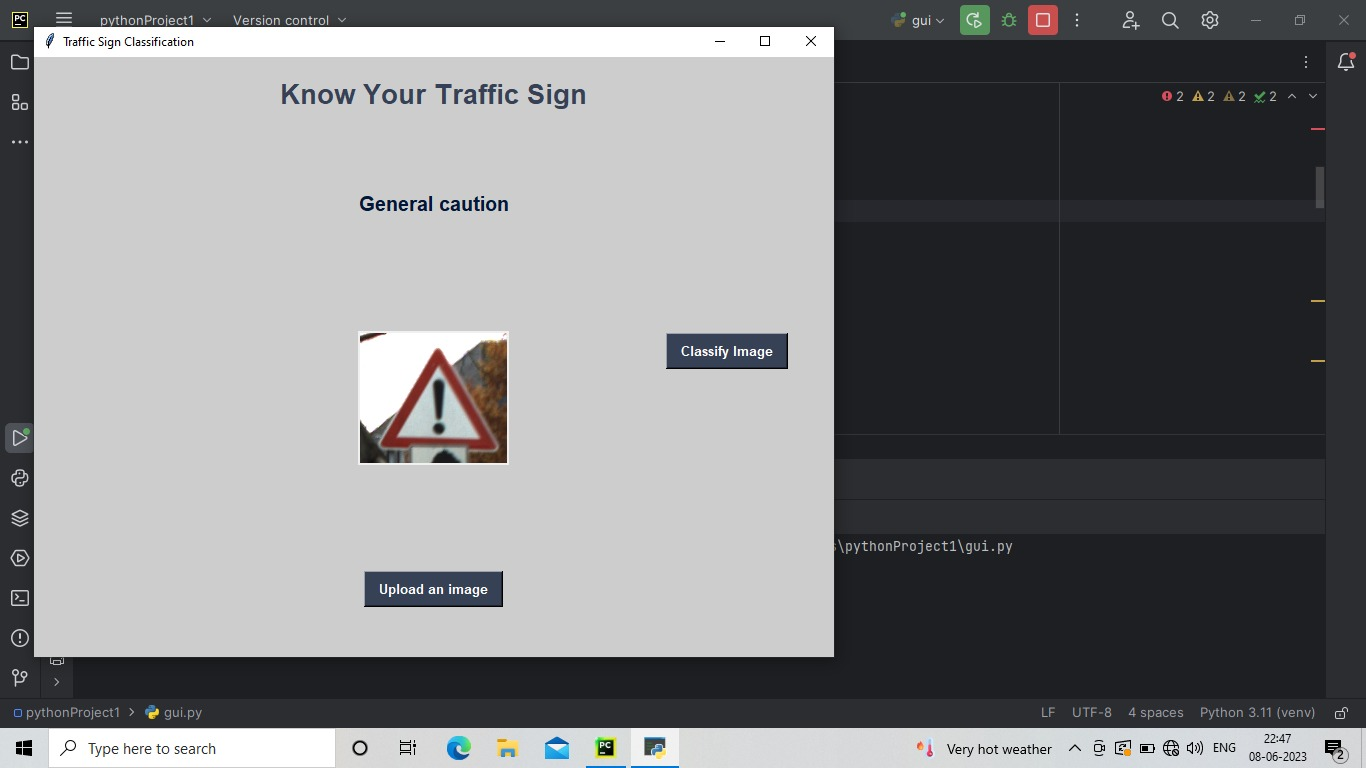 PC
pythonProject1
Version control
gui
Traffic Sign Classification
Know Your Traffic Sign
2 2 2 2
General caution
Classify Image
\pythonProject1\gui.py
Upload an image
pythonProject1 > gui.py
LF UTF-8 4 spaces Python 3.11 (venv)
Type here to search
PC
Very hot weather
ENG
22:47
08-06-2023
2